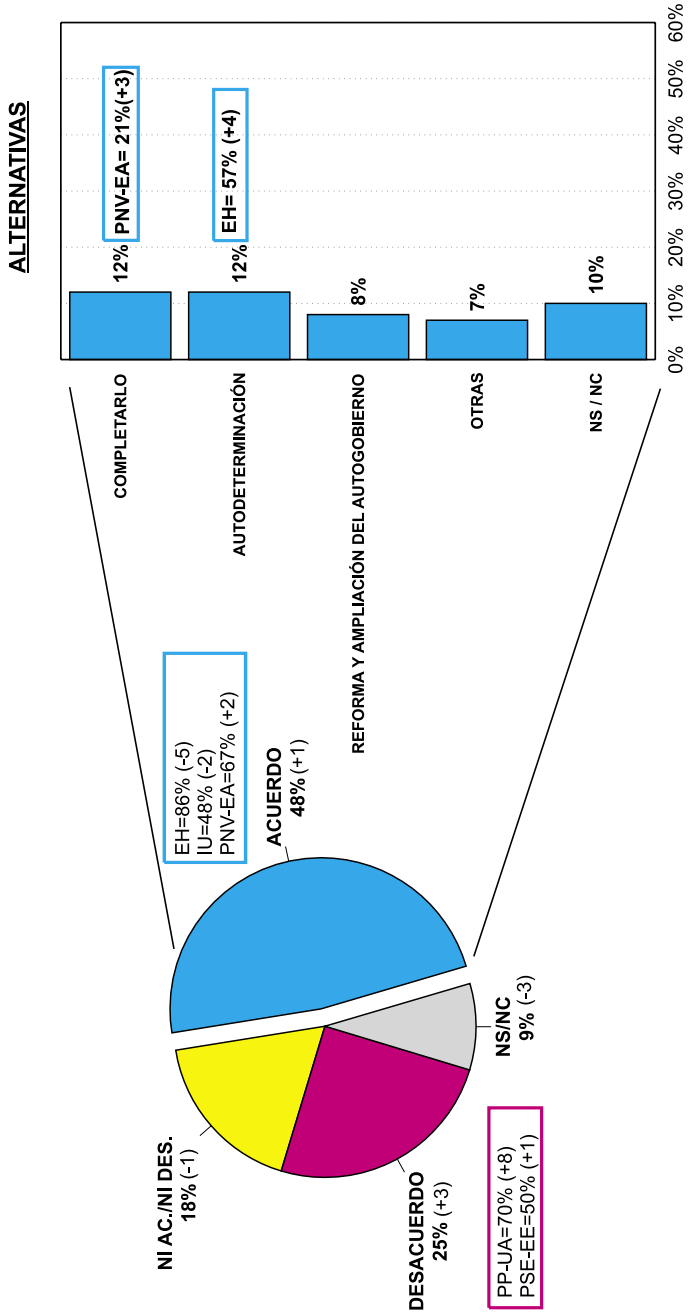 ALTERNATIVAS
EH=86% (-5)
IU=48% (-2)
PNV-EA=67% (+2)
ACUERDO
48% (+1)
NI AC./NI DES.
18% (-1)
DESACUERDO
25% (+3)
PP-UA=70% (+8)
PSE-EE=50% (+1)
NS/NC
9% (-3)
COMPLETARLO
12%
PNV-EA= 21%(+3)
AUTODETERMINACIÓN
12%
EH= 57% (+4)
REFORMA Y AMPLIACIÓN DEL AUTOGOBIERNO
8%
OTRAS
7%
NS / NC
10%
0% 10% 20% 30% 40% 50% 60%